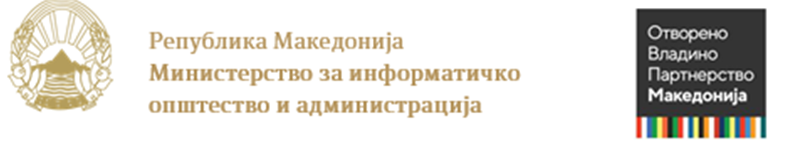 Република Македонија
Министерство за информатичко
општество и администрација
Отворено
Владино
Партнерство
Македонија